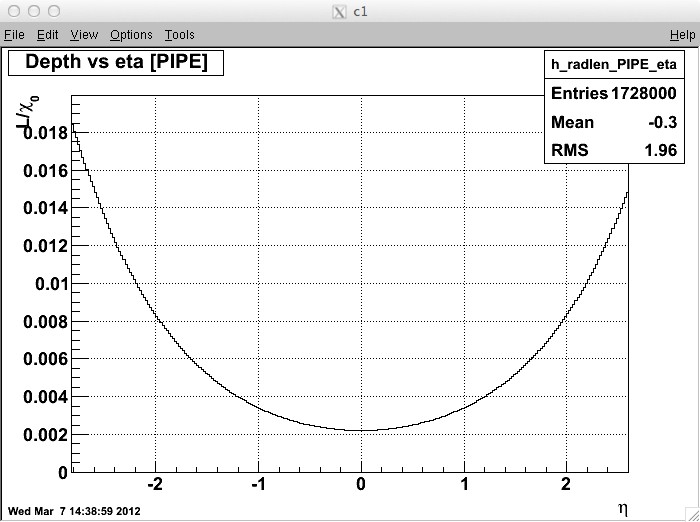 c1
File Edit View Options Tools Help
Depth vs eta [PIPE]
h_radlen_PIPE_eta
Entries 1728000
Mean -0.3
RMS 1.96
L/χ0
0.018
0.016
0.014
0.012
0.01
0.008
0.006
0.004
0.002
0
-2 -1 0 1 2
η
Wed Mar 7 14:38:59 2012